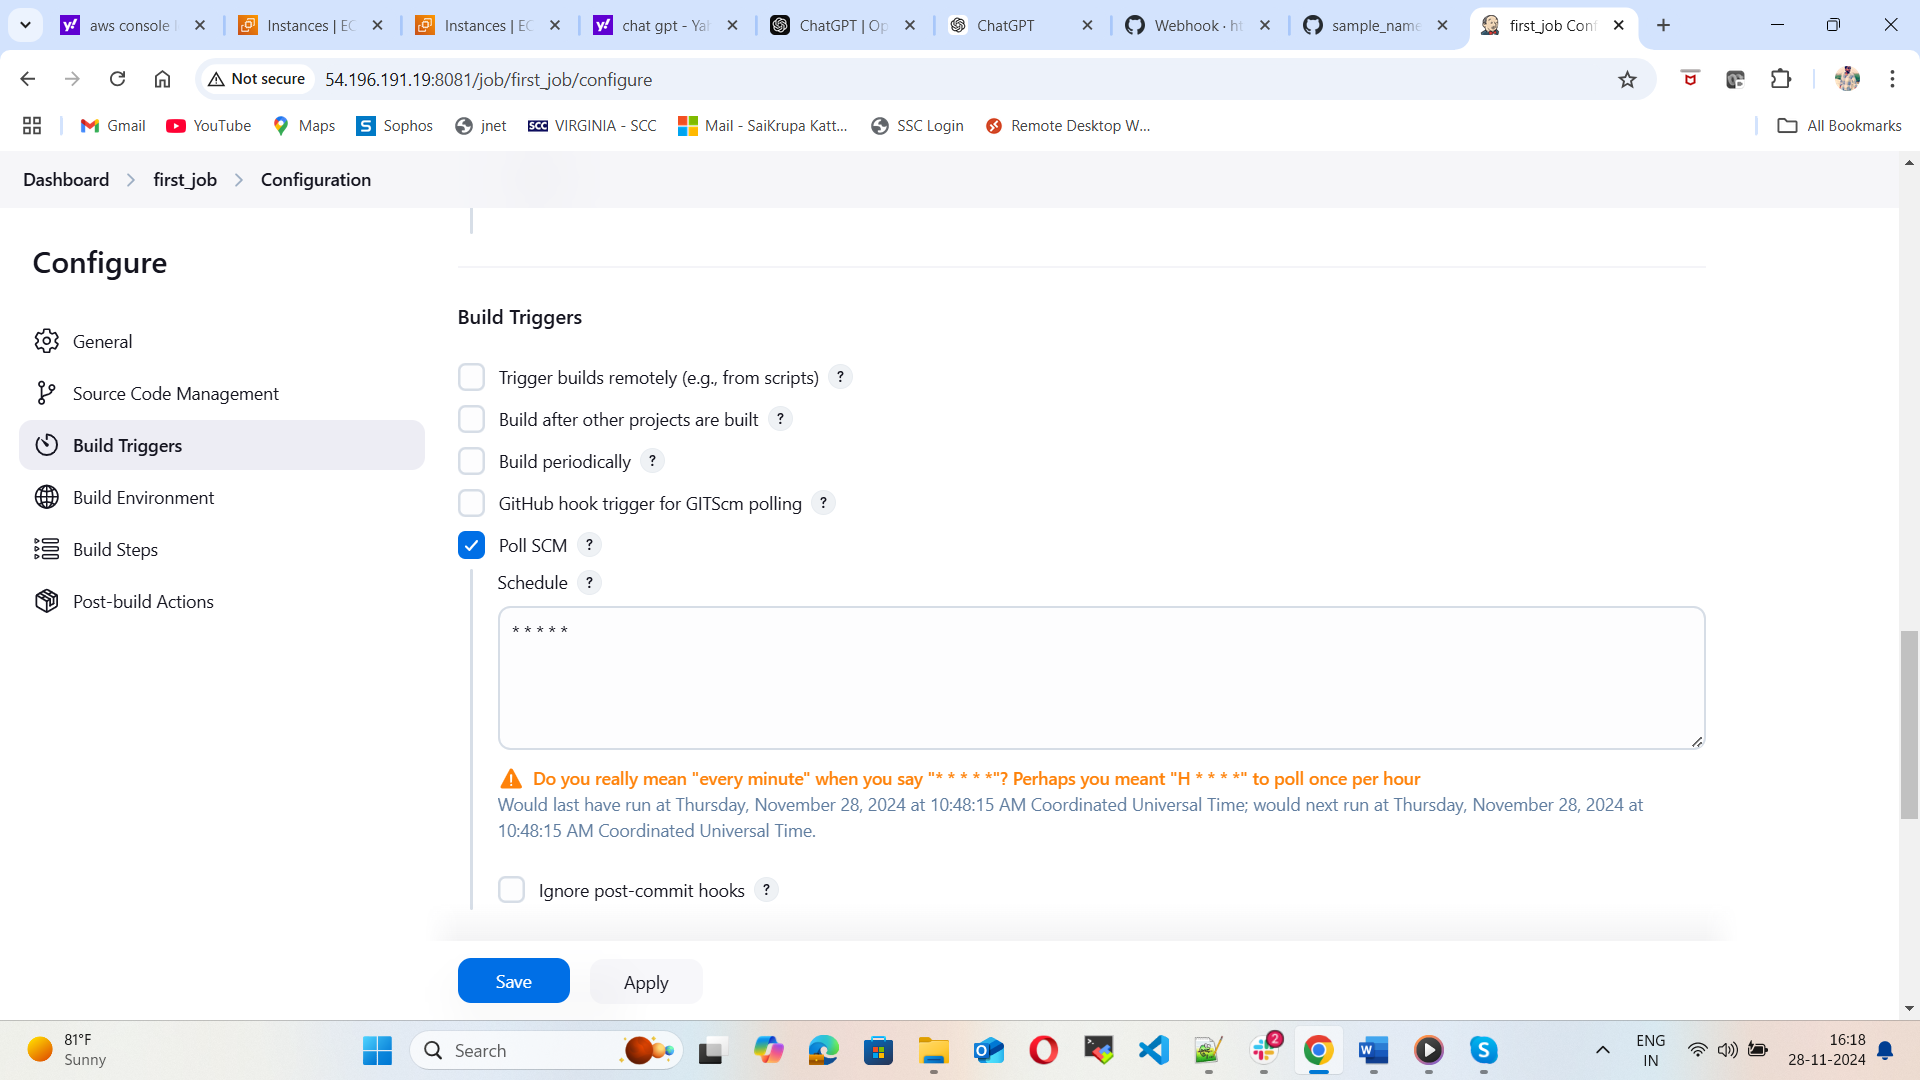 aws console l
Instances | EC
Instances | EC
chat gpt - Yah
ChatGPT | Op
ChatGPT
Webhook · ht
sample_name
first_job Conf
Not secure
54.196.191.19:8081/job/first_job/configure
Gmail
YouTube
Maps
Sophos
jnet
VIRGINIA - SCC
Mail - SaiKrupa Katt...
SSC Login
Remote Desktop W...
All Bookmarks
Dashboard
first_job
Configuration
Configure
General
Source Code Management
Build Triggers
Build Environment
Build Steps
Post-build Actions
Build Triggers
Trigger builds remotely (e.g., from scripts) ?
Build after other projects are built ?
Build periodically ?
GitHub hook trigger for GITScm polling ?
Poll SCM ?
Schedule ?
* * * * *
Do you really mean "every minute" when you say "* * * * *"? Perhaps you meant "H * * * *" to poll once per hour
Would last have run at Thursday, November 28, 2024 at 10:48:15 AM Coordinated Universal Time; would next run at Thursday, November 28, 2024 at
10:48:15 AM Coordinated Universal Time.
Ignore post-commit hooks ?
Save
Apply
81°F
Sunny
Search
2
ENG
IN
16:18
28-11-2024